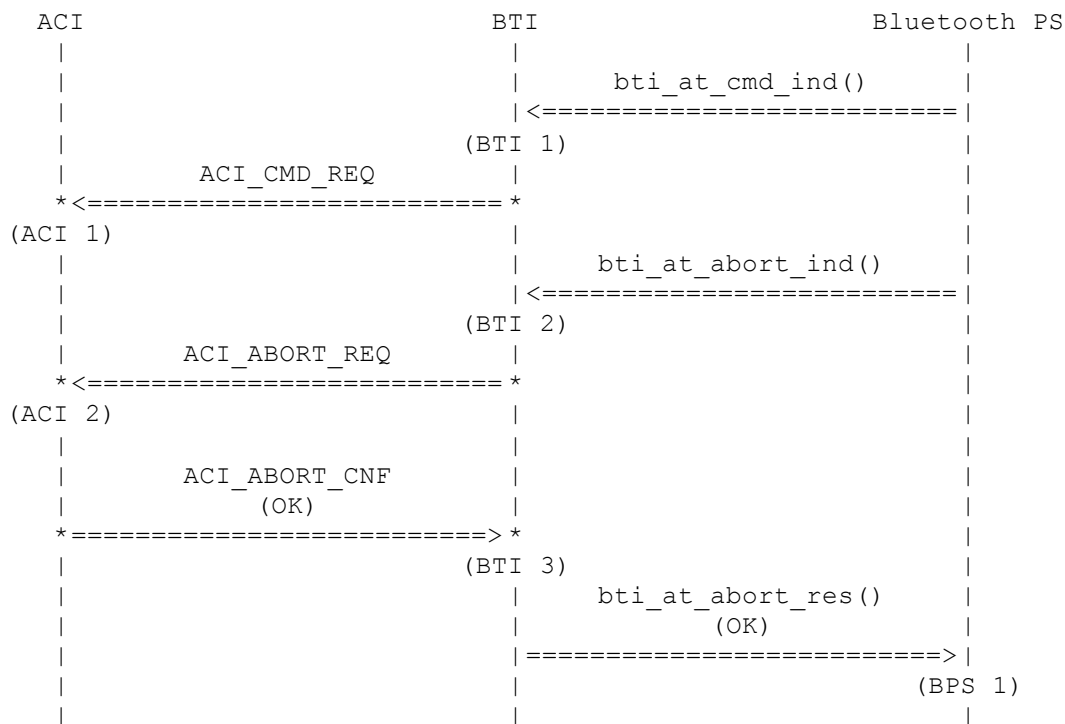 ACI BTI Bluetooth PS
bti_at_cmd_ind()
(BTI 1)
ACI_CMD_REQ
(ACI 1)
bti_at_abort_ind()
(BTI 2)
ACI_ABORT_REQ
(ACI 2)
ACI_ABORT_CNF
(OK)
(BTI 3)
bti_at_abort_res()
(OK)
(BPS 1)